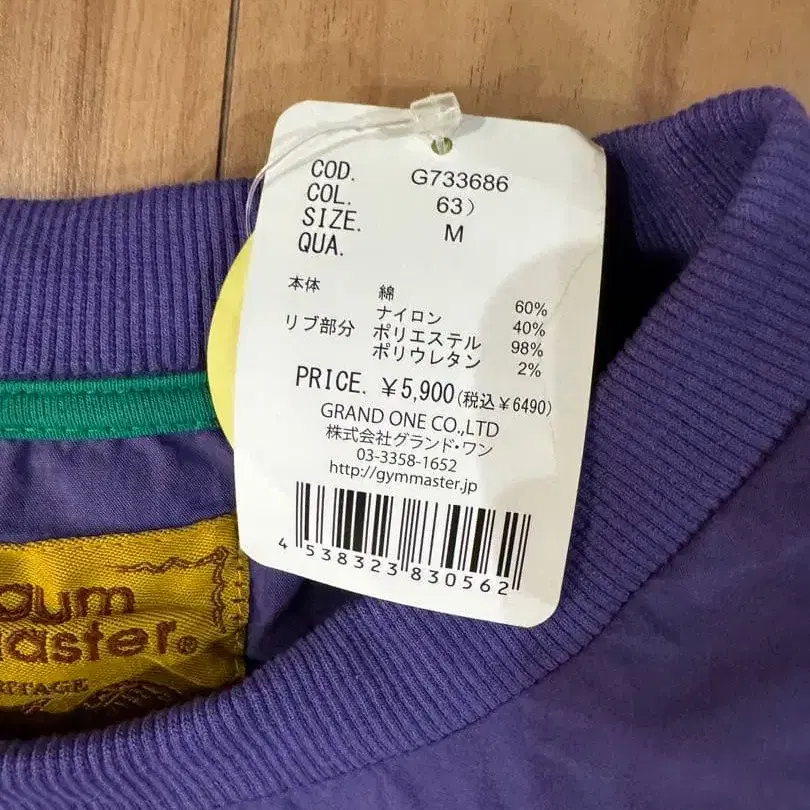 COD. G733686
COL. 63)
SIZE. M
QUA.
本体 綿 60%
ナイロン 40%
リブ部分 ポリエステル 98%
ポリウレタン 2%
PRICE. ￥5,900(税込￥6490)
GRAND ONE CO.,LTD
株式会社グランド・ワン
03-3358-1652
http://gymmaster.jp
4 538323 830562
gym
master®